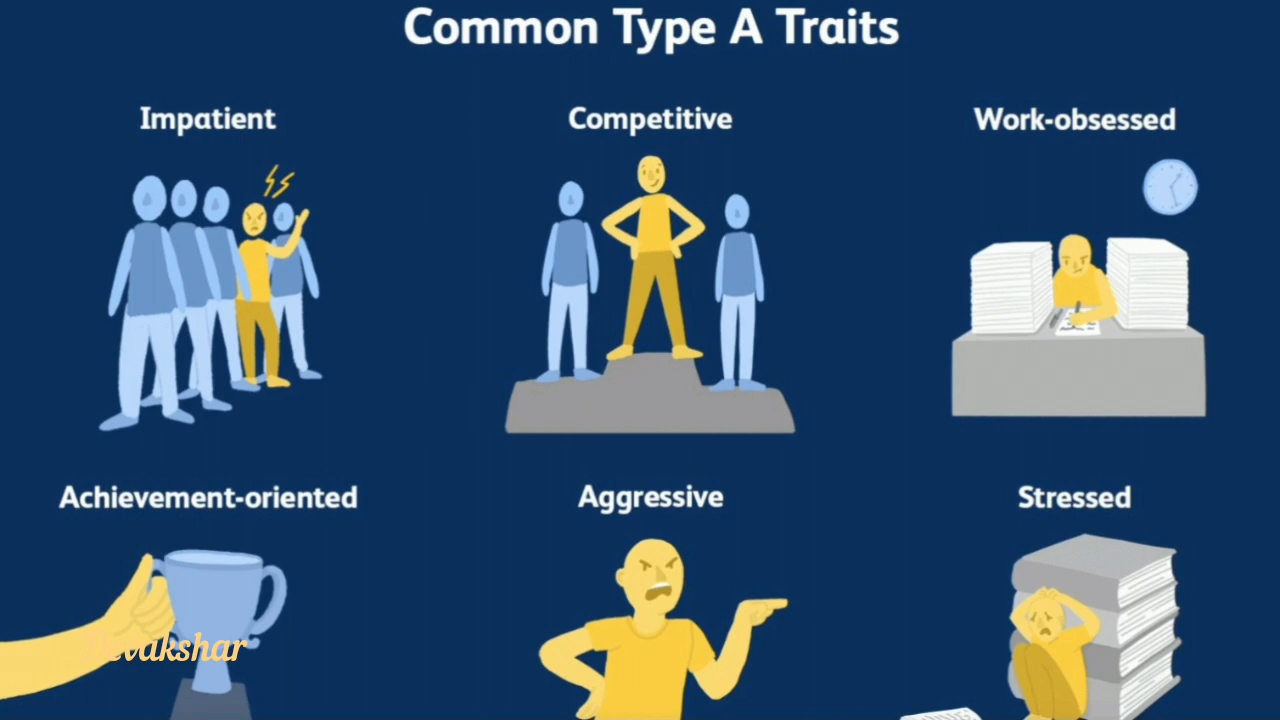 Common Type A Traits
Impatient
Competitive
Work-obsessed
Achievement-oriented
Aggressive
Stressed